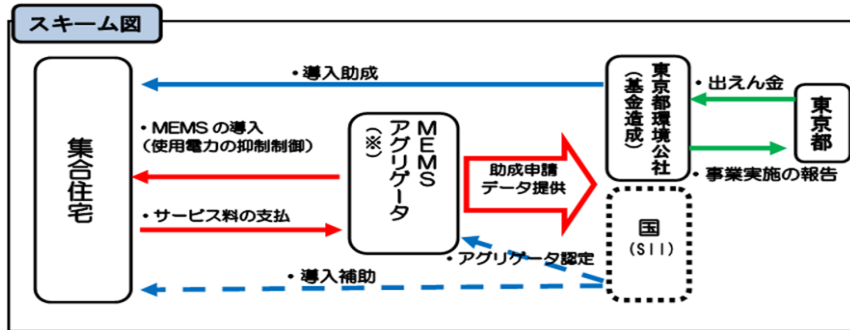 スキーム図
・導入助成
・出えん金
東京都環境公社
(基金造成)
東京都
・MEMSの導入
(使用電力の抑制制御)
MEMS
アグリゲータ
(※)
集合住宅
助成申請
データ提供
・事業実施の報告
・サービス料の支払
国
(SII)
・アグリゲータ認定
・導入補助